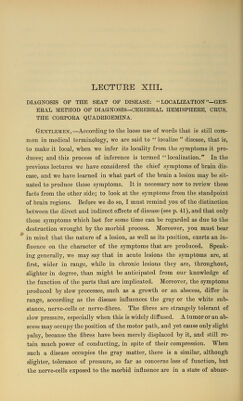 LECTURE XIII.
DIAGNOSIS OF THE SEAT OF DISEASE: "LOCALIZATION"—GEN-
ERAL METHOD OF DIAGNOSIS—CEREBRAL HEMISPHERE, CRUS,
THE CORPORA QUADRIGEMINA.
GENTLEMEN,—According to the loose use of words that is still com-
mon in medical terminology, we are said to "localize" disease, that is,
to make it local, when we infer its locality from the symptoms it pro-
duces; and this process of inference is termed "localization." In the
previous lectures we have considered the chief symptoms of brain dis-
ease, and we have learned in what part of the brain a lesion may be sit-
uated to produce these symptoms. It is necessary now to review these
facts from the other side; to look at the symptoms from the standpoint
of brain regions. Before we do so, I must remind you of the distinction
between the direct and indirect effects of disease (see p. 41), and that only
those symptoms which last for some time can be regarded as due to the
destruction wrought by the morbid process. Moreover, you must bear
in mind that the nature of a lesion, as well as its position, exerts an in-
fluence on the character of the symptoms that are produced. Speak-
ing generally, we may say that in acute lesions the symptoms are, at
first, wider in range, while in chronic lesions they are, throughout,
slighter in degree, than might be anticipated from our knowledge of
the function of the parts that are implicated. Moreover, the symptoms
produced by slow processes, such as a growth or an abscess, differ in
range, according as the disease influences the gray or the white sub-
stance, nerve-cells or nerve-fibres. The fibres are strangely tolerant of
slow pressure, especially when this is widely diffused. A tumor or an ab-
scess may occupy the position of the motor path, and yet cause only slight
palsy, because the fibres have been merely displaced by it, and still re-
tain much power of conducting, in spite of their compression. When
such a disease occupies the gray matter, there is a similar, although
slighter, tolerance of pressure, so far as concerns loss of function, but
the nerve-cells exposed to the morbid influence are in a state of abnor-